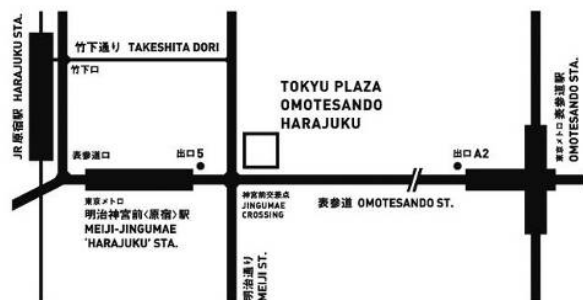 JR原宿駅 HARAJUKU STA.
竹下通り TAKESHITA DORI
竹下口
表参道口
出口5
東京メトロ
明治神宮前〈原宿〉駅
MEIJI-JINGUMAE
'HARAJUKU' STA.
TOKYU PLAZA
OMOTESANDO
HARAJUKU
神宮前交差点
JINGUMAE
CROSSING
明治通り
MEIJI ST.
表参道 OMOTESANDO ST.
出口A2
東京メトロ 表参道駅
OMOTESANDO STA.